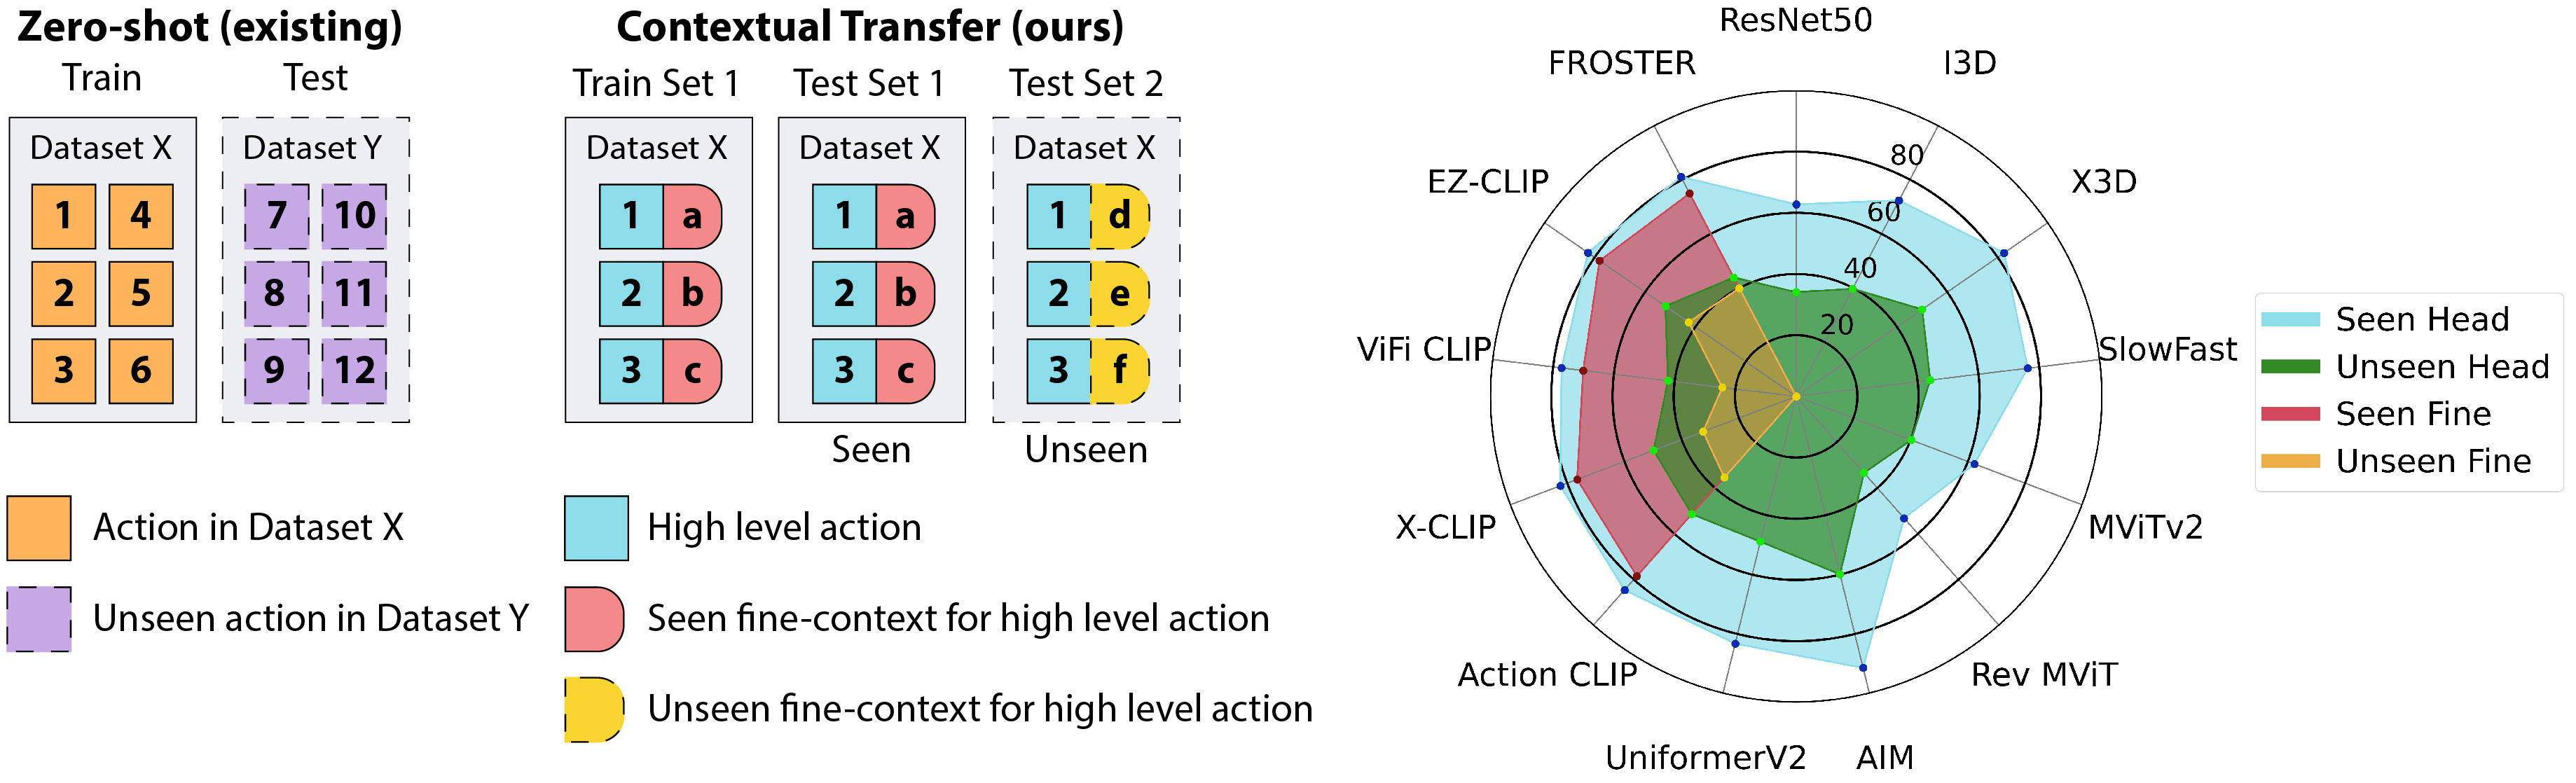 Zero-shot (existing)
Train
Test
Dataset X
1 4
2 5
3 6
Dataset Y
7 10
8 11
9 12
Action in Dataset X
Unseen action in Dataset Y
Contextual Transfer (ours)
Train Set 1
Test Set 1
Test Set 2
Dataset X
1 a
2 b
3 c
Dataset X
1 a
2 b
3 c
Dataset X
1 d
2 e
3 f
Seen
Unseen
High level action
Seen fine-context for high level action
Unseen fine-context for high level action
ResNet50
I3D
X3D
SlowFast
MViTv2
Rev MViT
AIM
UniformerV2
Action CLIP
X-CLIP
ViFi CLIP
EZ-CLIP
FROSTER
80
60
40
20
Seen Head
Unseen Head
Seen Fine
Unseen Fine